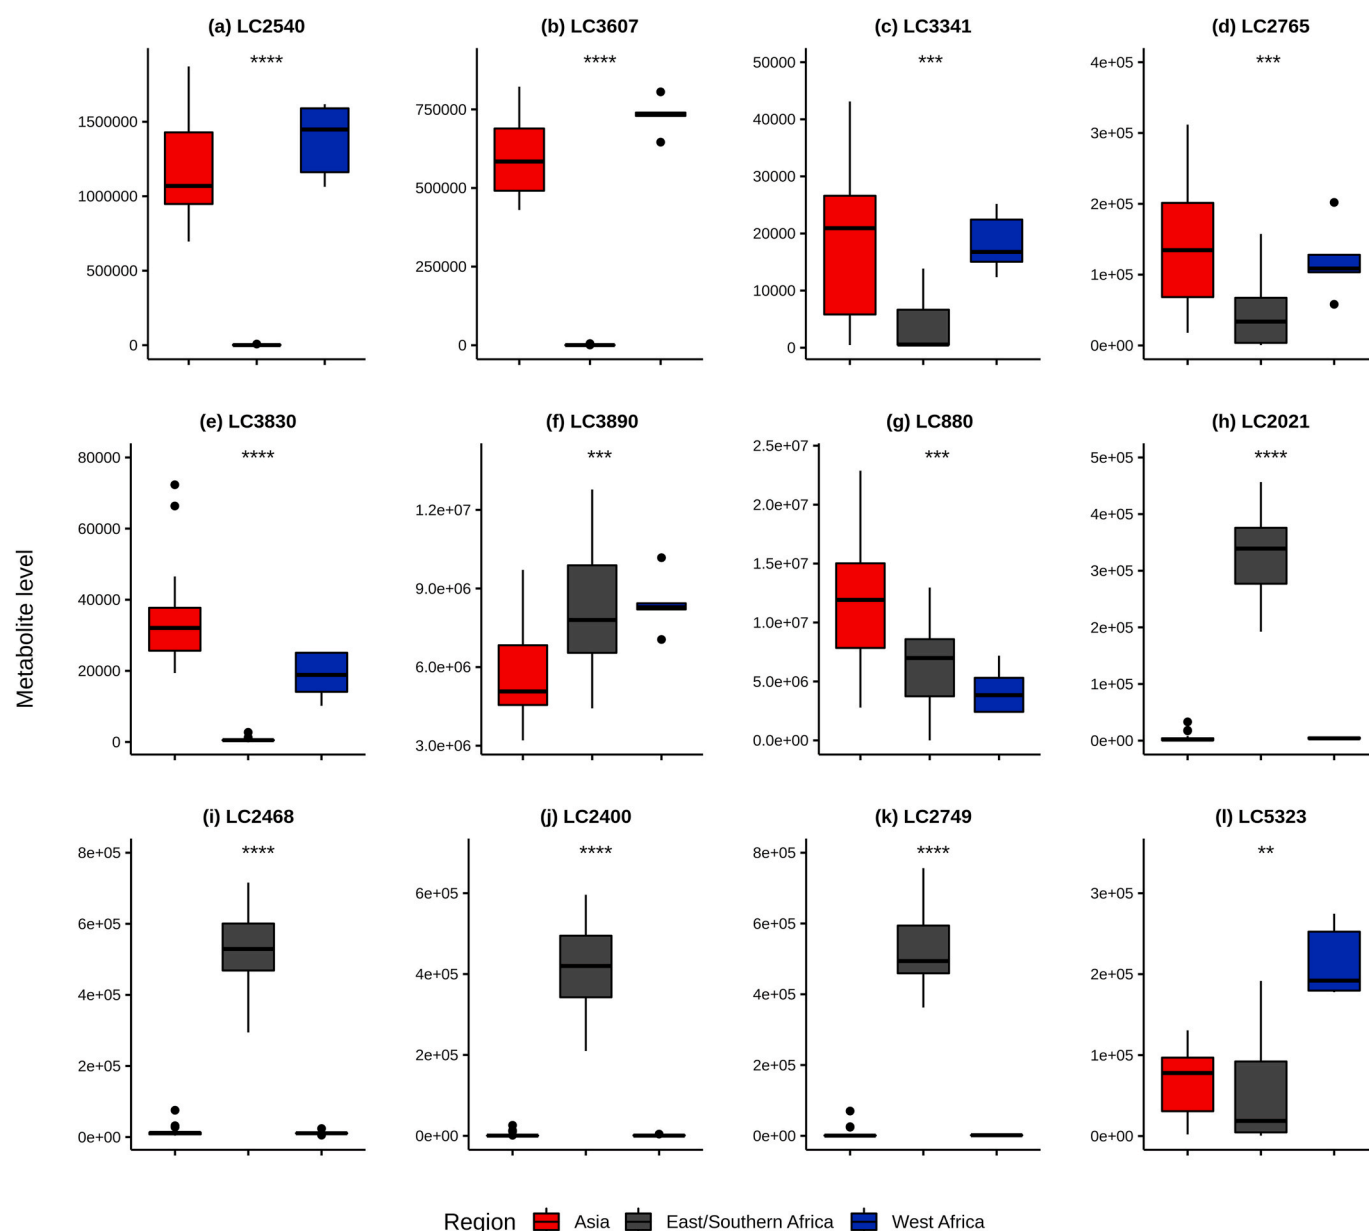 (a) LC2540
(b) LC3607
(c) LC3341
(d) LC2765
****
****
***
***
1500000
1000000
500000
0
750000
500000
250000
0
50000
40000
30000
20000
10000
0
4e+05
3e+05
2e+05
1e+05
0e+00
(e) LC3830
(f) LC3890
(g) LC880
(h) LC2021
****
***
***
****
80000
60000
40000
20000
0
1.2e+07
9.0e+06
6.0e+06
3.0e+06
2.5e+07
2.0e+07
1.5e+07
1.0e+07
5.0e+06
0.0e+00
5e+05
4e+05
3e+05
2e+05
1e+05
0e+00
Metabolite level
(i) LC2468
(j) LC2400
(k) LC2749
(l) LC5323
****
****
****
**
8e+05
6e+05
4e+05
2e+05
0e+00
6e+05
4e+05
2e+05
0e+00
8e+05
6e+05
4e+05
2e+05
0e+00
3e+05
2e+05
1e+05
0e+00
Region Asia East/Southern Africa West Africa